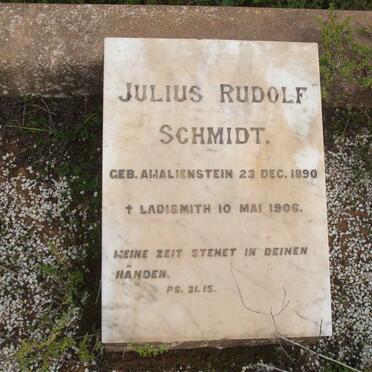 JULIUS RUDOLF
SCHMIDT.
GEB. AMALIENSTEIN 23 DEC. 1890
† LADISMITH 10 MAI 1906.
MEINE ZEIT STEHET IN DEINEN
HÄNDEN.
PS. 31.15.